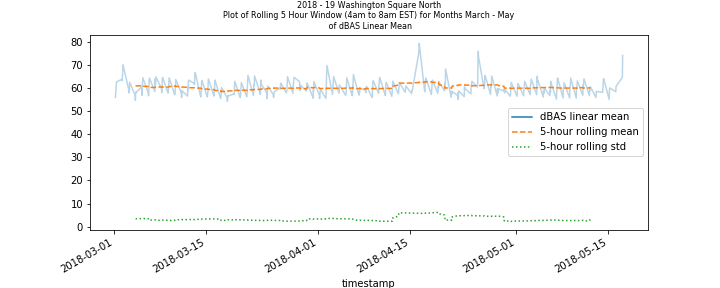 2018 - 19 Washington Square North
Plot of Rolling 5 Hour Window (4am to 8am EST) for Months March - May
of dBAS Linear Mean
80
70
60
50
40
30
20
10
0
dBAS linear mean
5-hour rolling mean
5-hour rolling std
2018-03-01
2018-03-15
2018-04-01
2018-04-15
2018-05-01
2018-05-15
timestamp